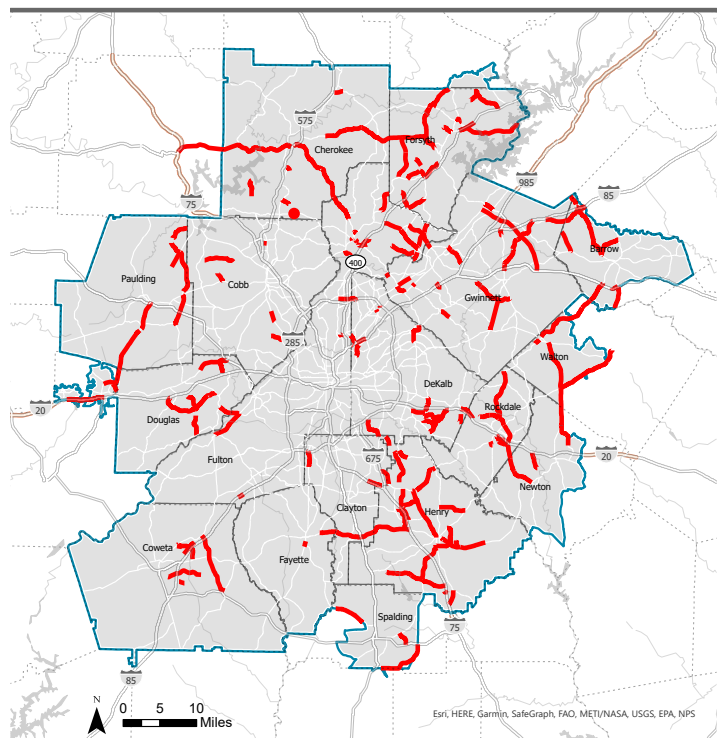 575
Cherokee
Forsyth
985
75
85
Barrow
400
Paulding
Cobb
Gwinnett
285
Walton
DeKalb
Rockdale
20
Douglas
Fulton
675
20
Newton
Clayton
Henry
Coweta
Fayette
Spalding
75
85
N
0 5 10
Miles
Esri, HERE, Garmin, SafeGraph, FAO, METI/NASA, USGS, EPA, NPS